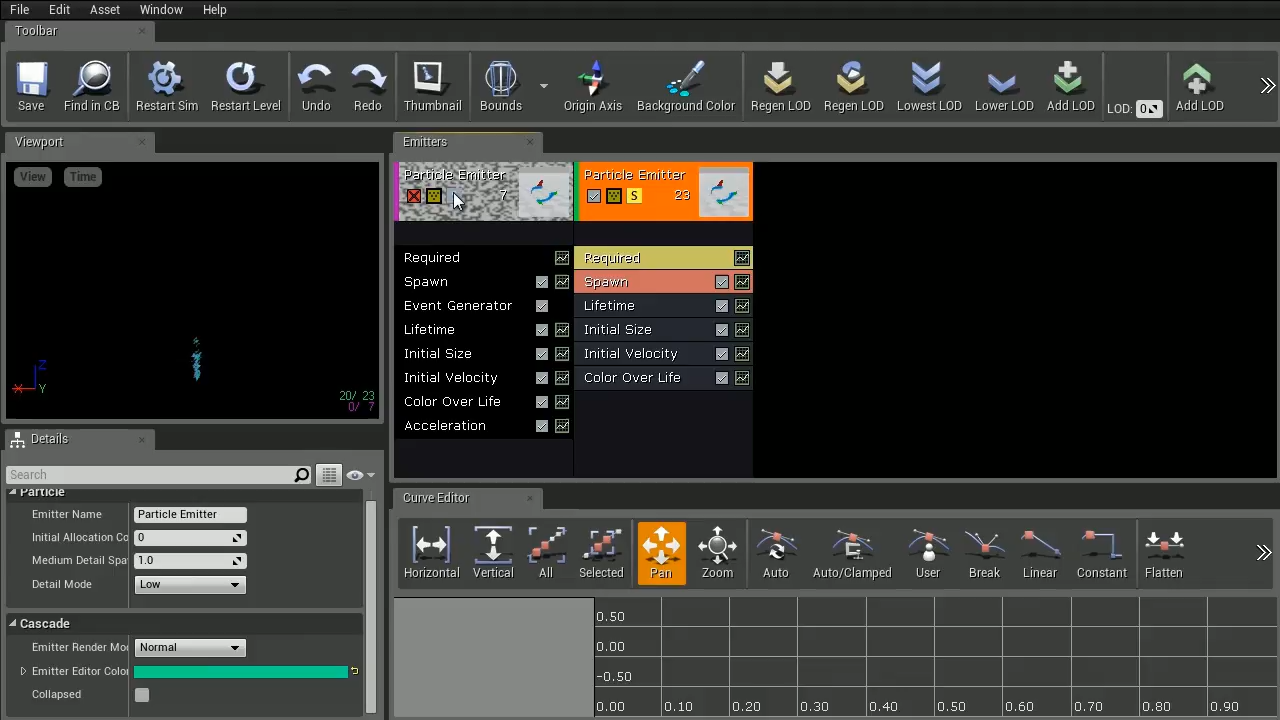 File Edit Asset Window Help
Toolbar
Save Find in CB Restart Sim Restart Level Undo Redo Thumbnail Bounds Origin Axis Background Color Regen LOD Regen LOD Lowest LOD Lower LOD Add LOD LOD: 0 Add LOD
Viewport
View Time
X Z Y
20/ 23
0/ 7
Emitters
Particle Emitter
7
Particle Emitter
S 23
Required
Spawn
Event Generator
Lifetime
Initial Size
Initial Velocity
Color Over Life
Acceleration
Required
Spawn
Lifetime
Initial Size
Initial Velocity
Color Over Life
Details
Search
Particle
Emitter Name Particle Emitter
Initial Allocation Co 0
Medium Detail Spa 1.0
Detail Mode Low
Cascade
Emitter Render Mo Normal
Emitter Editor Color
Collapsed
Curve Editor
Horizontal Vertical All Selected Pan Zoom Auto Auto/Clamped User Break Linear Constant Flatten
0.50
0.00
-0.50
0.00 0.10 0.20 0.30 0.40 0.50 0.60 0.70 0.80 0.90